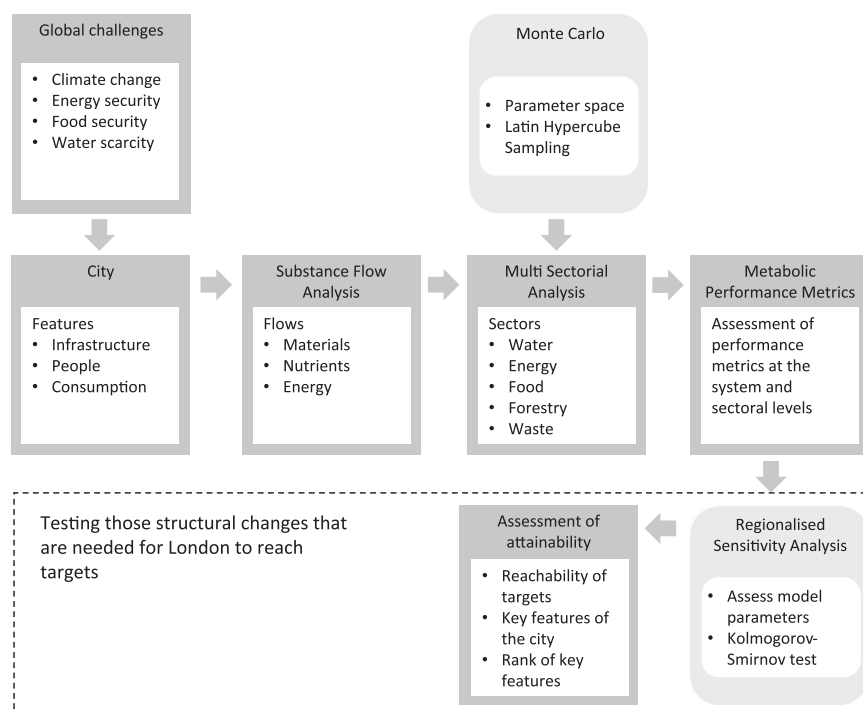 Global challenges
• Climate change
• Energy security
• Food security
• Water scarcity
Monte Carlo
• Parameter space
• Latin Hypercube
Sampling
City
Features
• Infrastructure
• People
• Consumption
Substance Flow
Analysis
Flows
• Materials
• Nutrients
• Energy
Multi Sectorial
Analysis
Sectors
• Water
• Energy
• Food
• Forestry
• Waste
Metabolic
Performance Metrics
Assessment of
performance
metrics at the
system and
sectoral levels
Testing those structural changes that
are needed for London to reach
targets
Assessment of
attainability
• Reachability of
targets
• Key features of
the city
• Rank of key
features
Regionalised
Sensitivity Analysis
• Assess model
parameters
• Kolmogorov-
Smirnov test